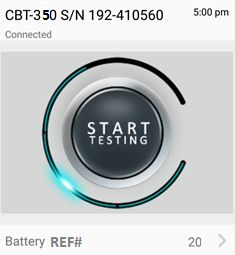 CBT-350 S/N 192-410560 5:00 pm
Connected
START
TESTING
Battery REF# 20